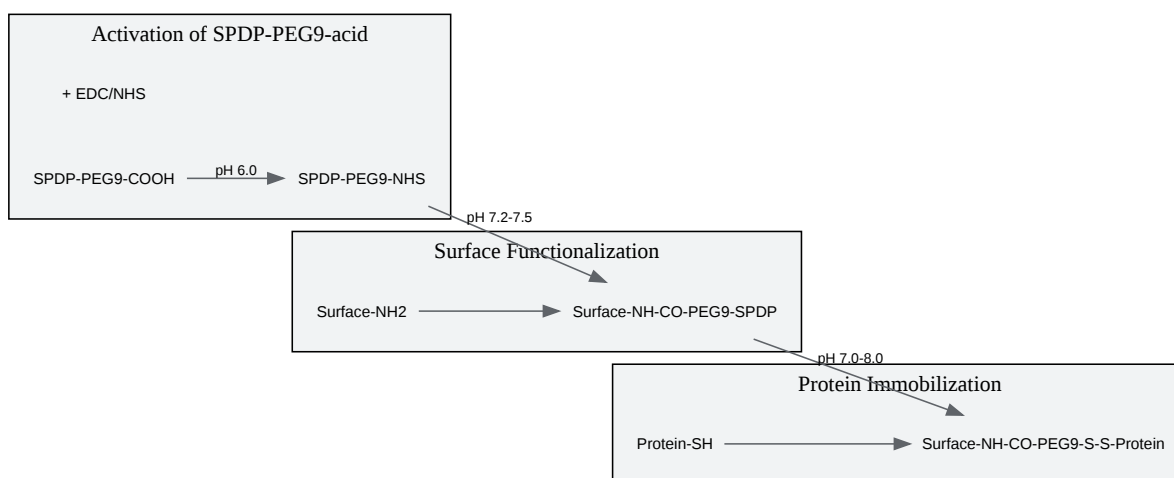 Activation of SPDP-PEG9-acid
+ EDC/NHS
SPDP-PEG9-COOH
pH 6.0
SPDP-PEG9-NHS
pH 7.2-7.5
Surface Functionalization
Surface-NH2
Surface-NH-CO-PEG9-SPDP
pH 7.0-8.0
Protein Immobilization
Protein-SH
Surface-NH-CO-PEG9-S-S-Protein